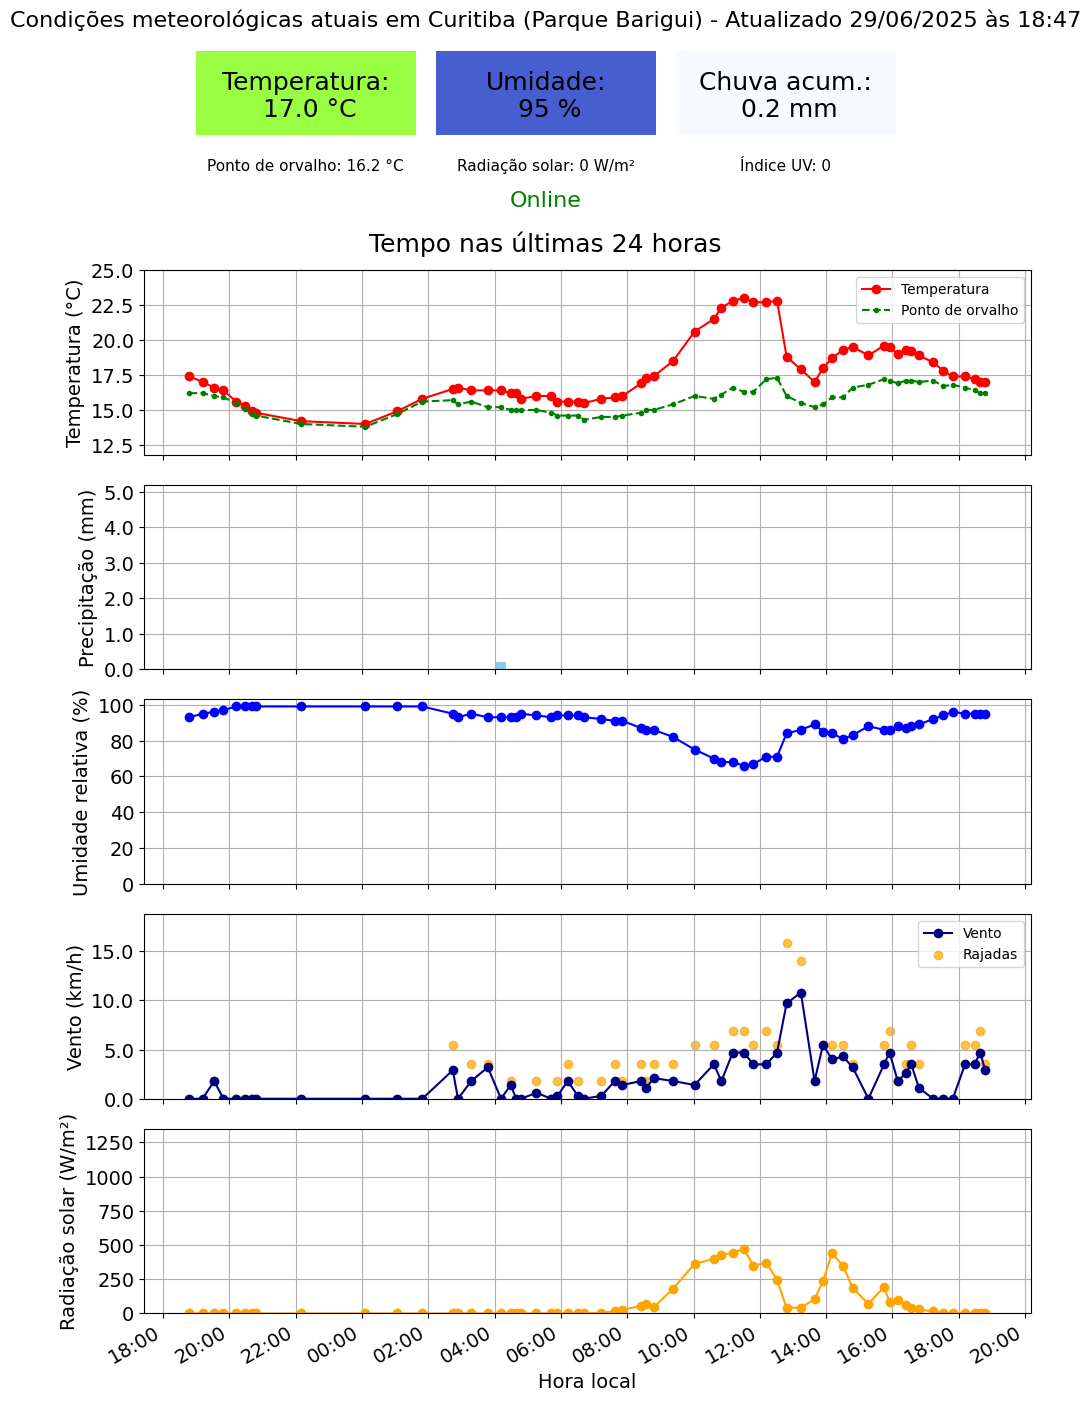 Condições meteorológicas atuais em Curitiba (Parque Barigui) - Atualizado 29/06/2025 às 18:47
Temperatura:
17.0 °C
Umidade:
95 %
Chuva acum.:
0.2 mm
Ponto de orvalho: 16.2 °C
Radiação solar: 0 W/m²
Índice UV: 0
Online
Tempo nas últimas 24 horas
Temperatura (°C)
25.0
22.5
20.0
17.5
15.0
12.5
Temperatura
Ponto de orvalho
Precipitação (mm)
5.0
4.0
3.0
2.0
1.0
0.0
Umidade relativa (%)
100
80
60
40
20
0
Vento (km/h)
15.0
10.0
5.0
0.0
Vento
Rajadas
Radiação solar (W/m²)
1250
1000
750
500
250
0
18:00
20:00
22:00
00:00
02:00
04:00
06:00
08:00
10:00
12:00
14:00
16:00
18:00
20:00
Hora local